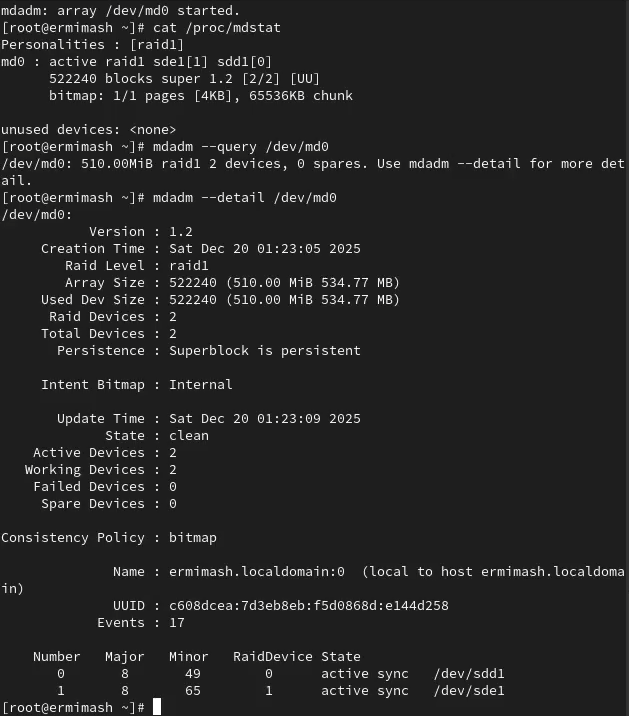 mdadm: array /dev/md0 started.
[root@ermimash ~]# cat /proc/mdstat
Personalities : [raid1]
md0 : active raid1 sde1[1] sdd1[0]
      522240 blocks super 1.2 [2/2] [UU]
      bitmap: 1/1 pages [4KB], 65536KB chunk

unused devices: <none>
[root@ermimash ~]# mdadm --query /dev/md0
/dev/md0: 510.00MiB raid1 2 devices, 0 spares. Use mdadm --detail for more det
ail.
[root@ermimash ~]# mdadm --detail /dev/md0
/dev/md0:
           Version : 1.2
     Creation Time : Sat Dec 20 01:23:05 2025
        Raid Level : raid1
        Array Size : 522240 (510.00 MiB 534.77 MB)
     Used Dev Size : 522240 (510.00 MiB 534.77 MB)
      Raid Devices : 2
     Total Devices : 2
       Persistence : Superblock is persistent

     Intent Bitmap : Internal

       Update Time : Sat Dec 20 01:23:09 2025
             State : clean
    Active Devices : 2
   Working Devices : 2
    Failed Devices : 0
     Spare Devices : 0

Consistency Policy : bitmap

              Name : ermimash.localdomain:0  (local to host ermimash.localdoma
in)
              UUID : c608dcea:7d3eb8eb:f5d0868d:e144d258
            Events : 17

    Number   Major   Minor   RaidDevice State
       0       8       49        0      active sync   /dev/sdd1
       1       8       65        1      active sync   /dev/sde1
[root@ermimash ~]#